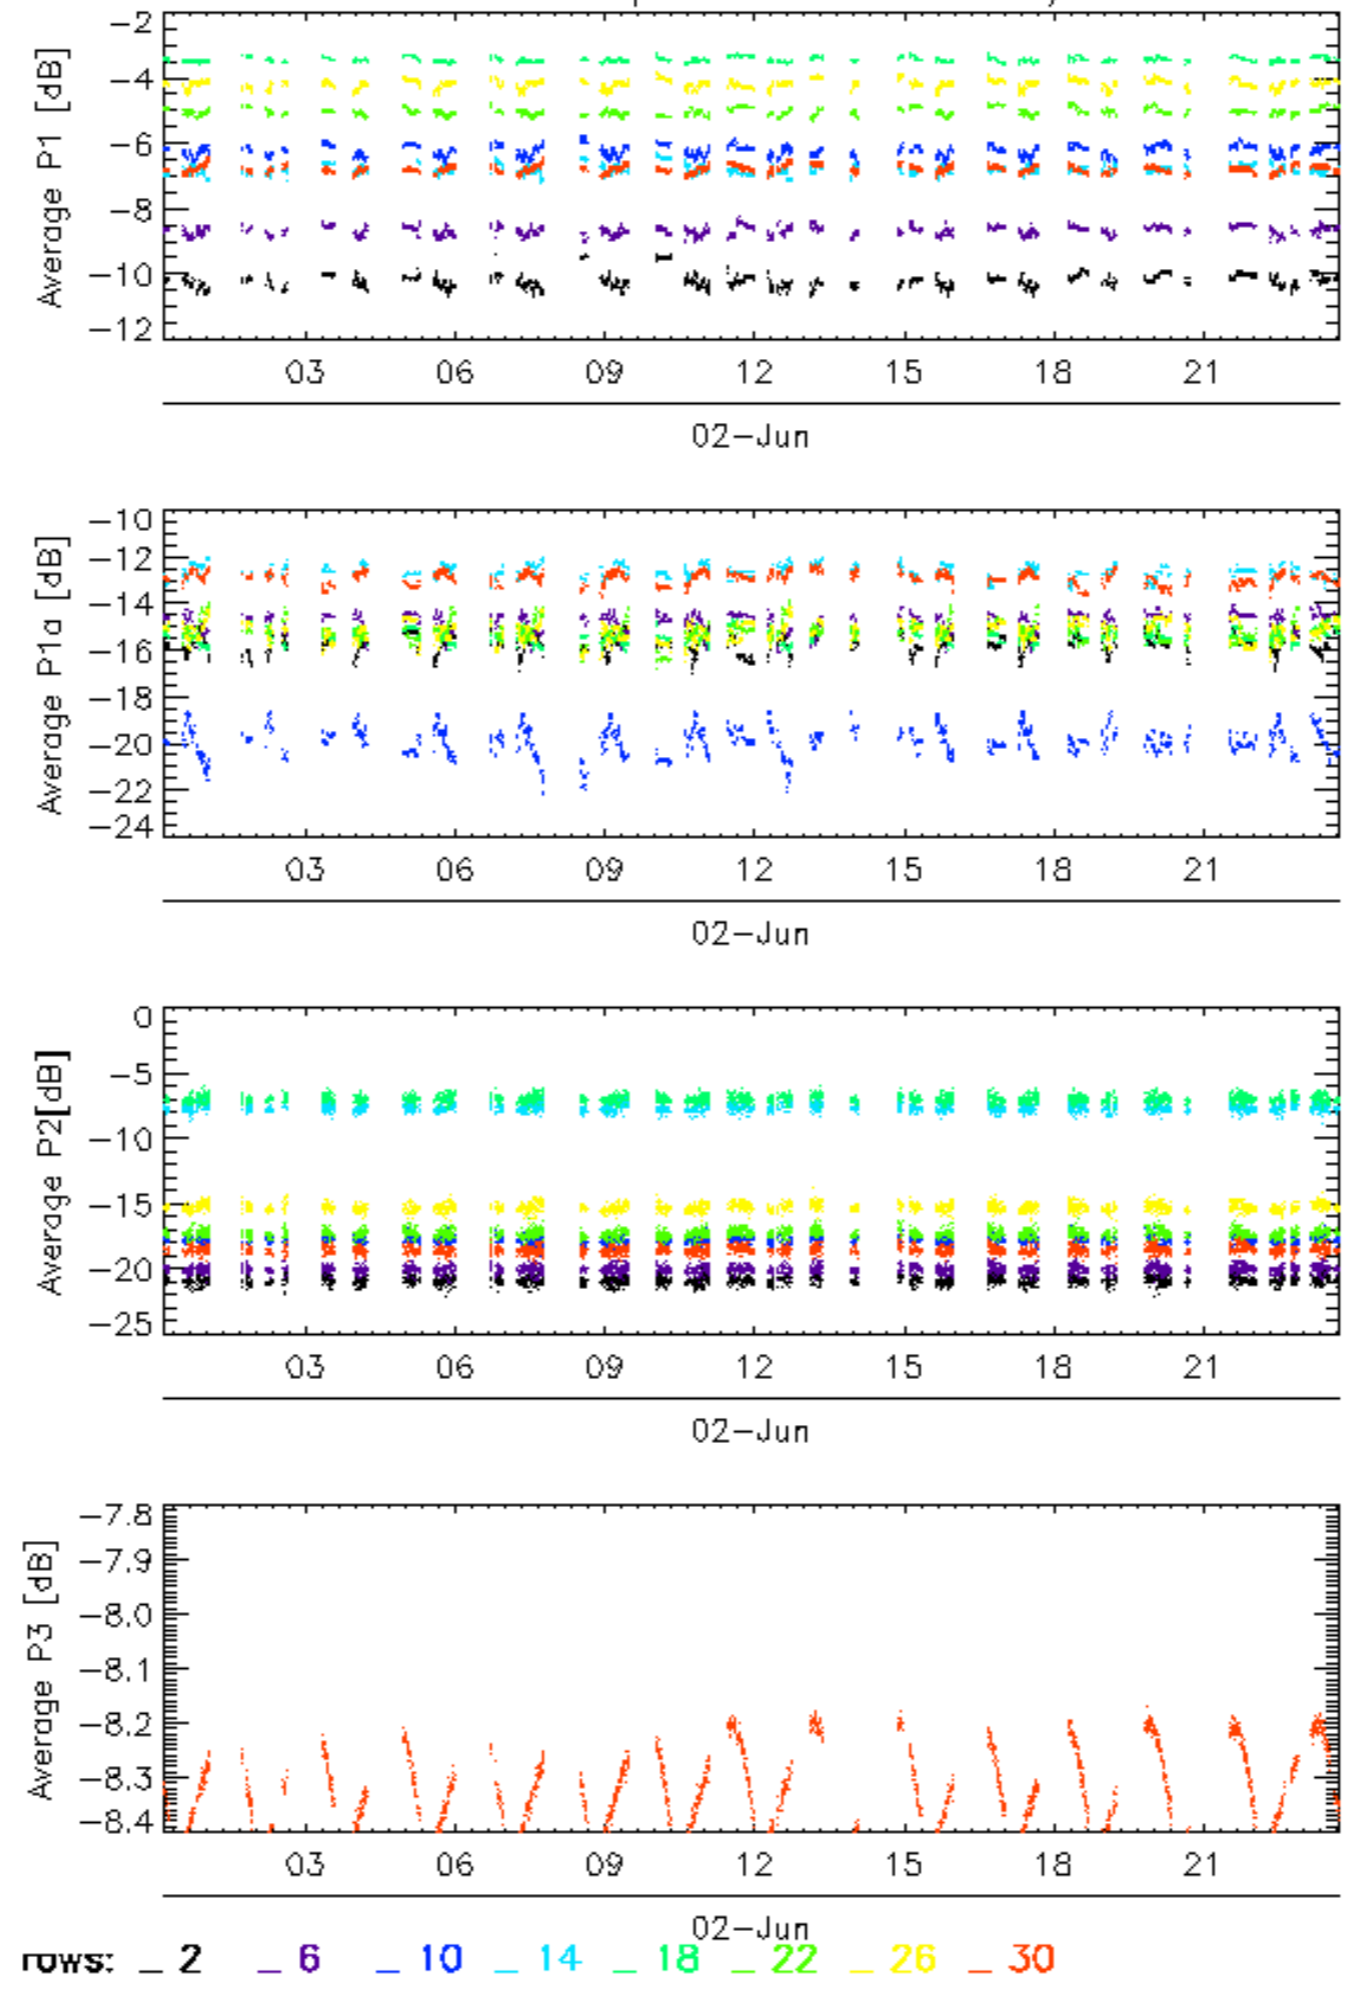 Average P1 [dB]
-2
-4
-6
-8
-10
-12
03 06 09 12 15 18 21
02-Jun
Average P1a [dB]
-10
-12
-14
-16
-18
-20
-22
-24
03 06 09 12 15 18 21
02-Jun
Average P2[dB]
0
-5
-10
-15
-20
-25
03 06 09 12 15 18 21
02-Jun
Average P3 [dB]
-7.8
-7.9
-8.0
-8.1
-8.2
-8.3
-8.4
03 06 09 12 15 18 21
02-Jun
rows: _ 2 _ 6 _ 10 _ 14 _ 18 _ 22 _ 26 _ 30